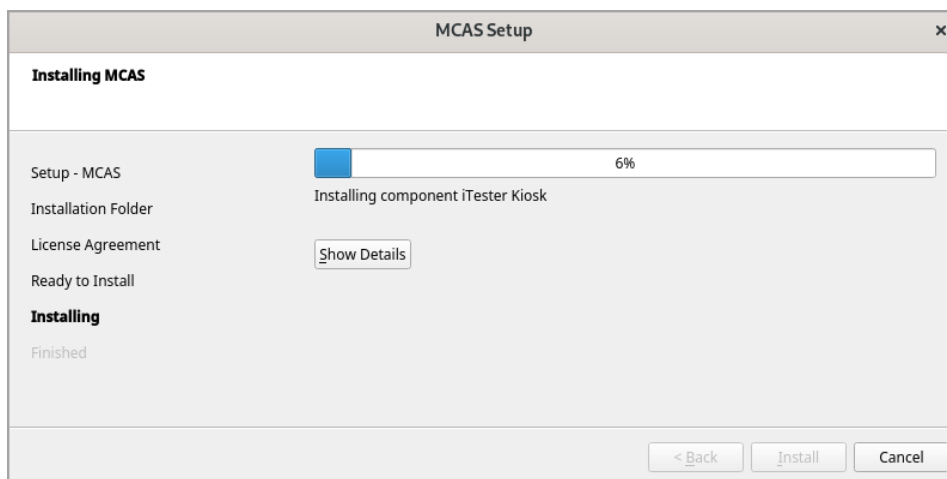 MCAS Setup
×
Installing MCAS
Setup - MCAS
Installation Folder
License Agreement
Ready to Install
Installing
Finished
6%
Installing component iTester Kiosk
Show Details
< Back
Install
Cancel